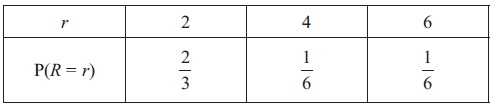 r 2 4 6
P(R = r) 2/3 1/6 1/6